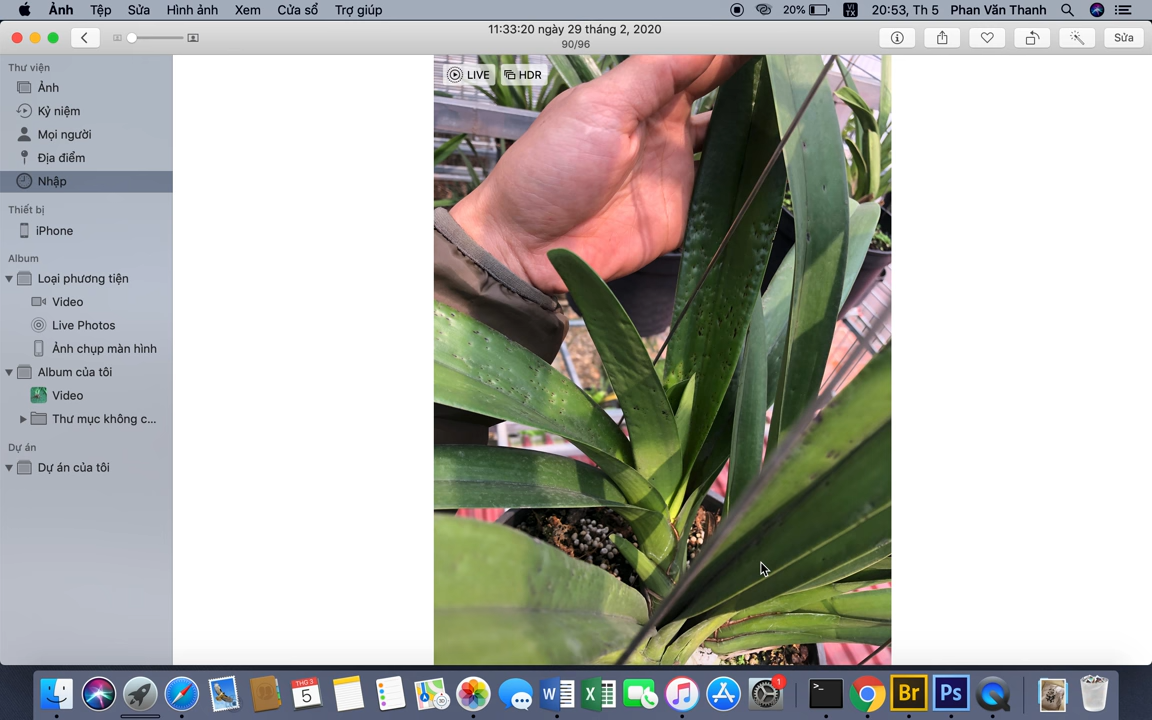 Ảnh Tệp Sửa Hình ảnh Xem Cửa sổ Trợ giúp 20% VI TX 20:53, Th 5 Phan Văn Thanh
11:33:20 ngày 29 tháng 2, 2020
90/96
Sửa
LIVE HDR
Thư viện
Ảnh
Kỷ niệm
Mọi người
Địa điểm
Nhập
Thiết bị
iPhone
Album
Loại phương tiện
Video
Live Photos
Ảnh chụp màn hình
Album của tôi
Video
Thư mục không c...
Dự án
Dự án của tôi
THG 3
5
3D
W X 1 >_ Br Ps